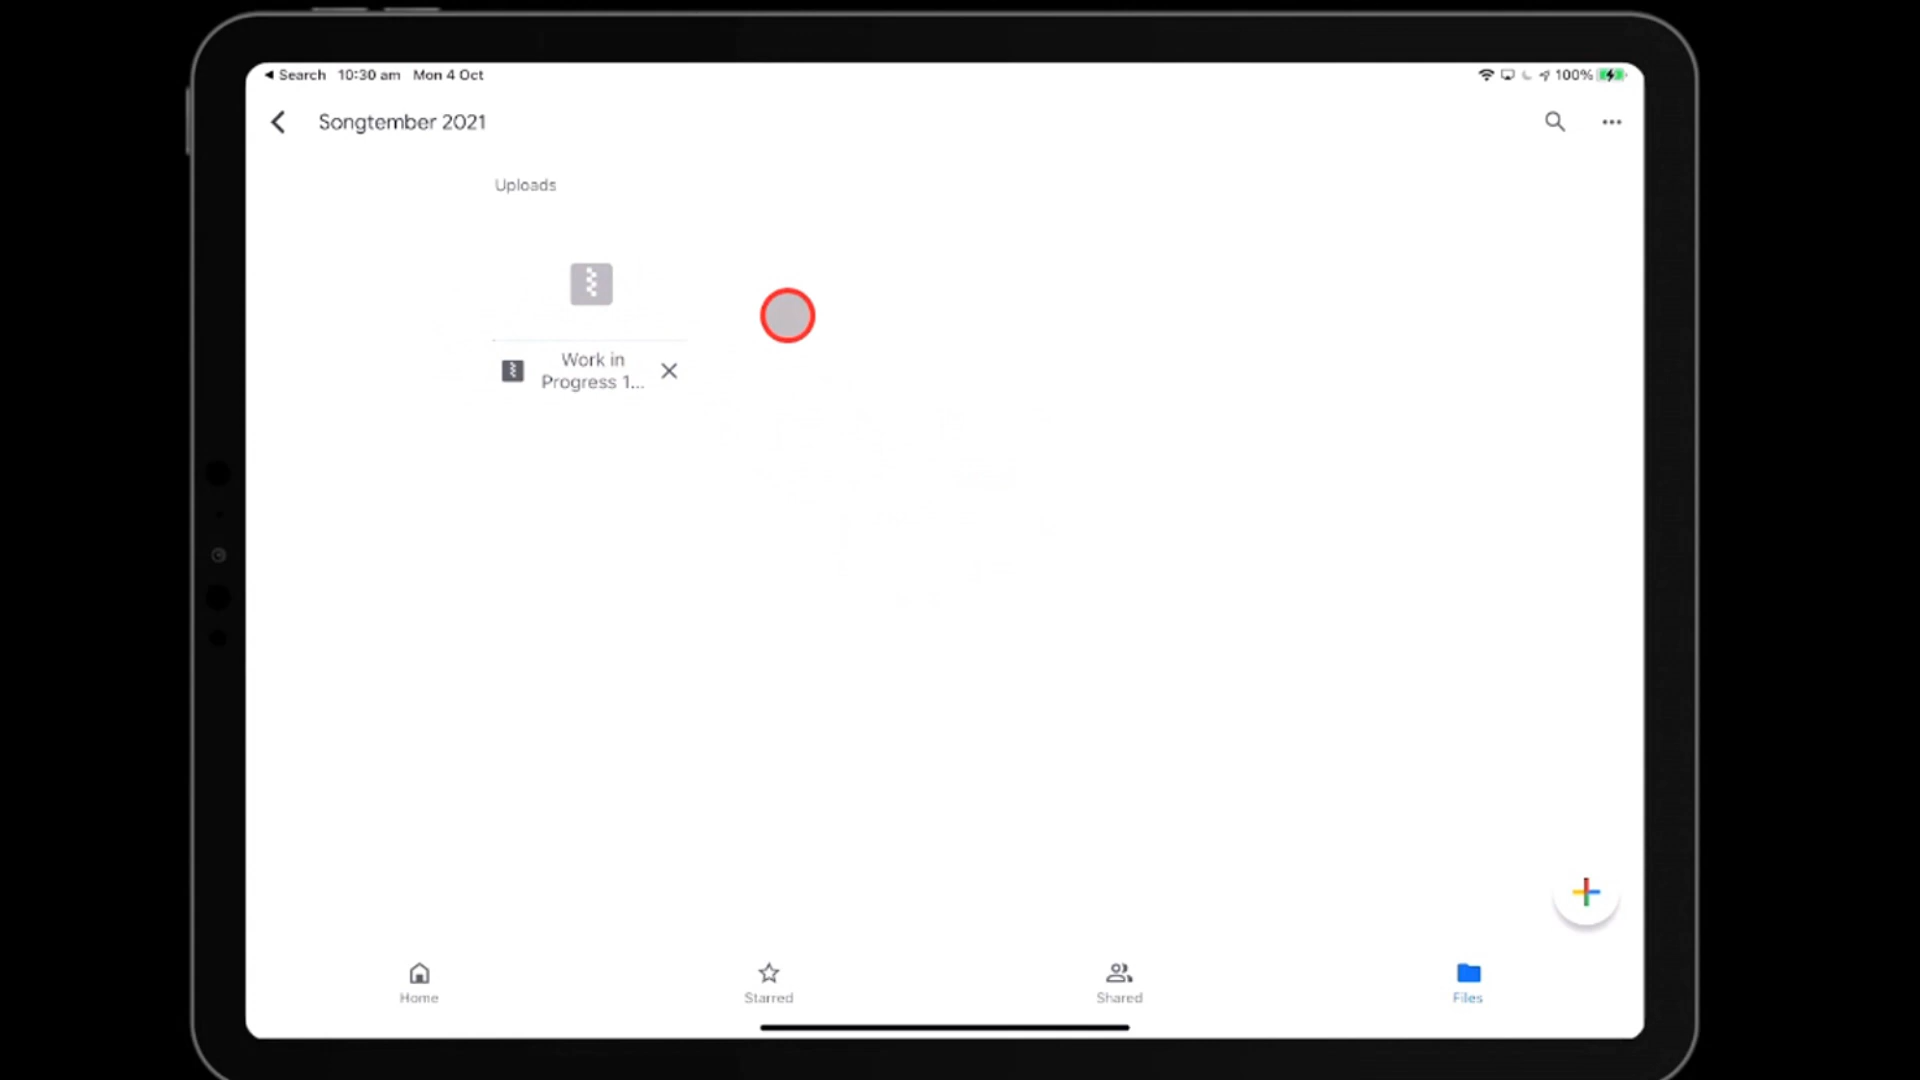 Search 10:30 am Mon 4 Oct
100%
Songtember 2021
Uploads
Work in
Progress 1...
Home
Starred
Shared
Files